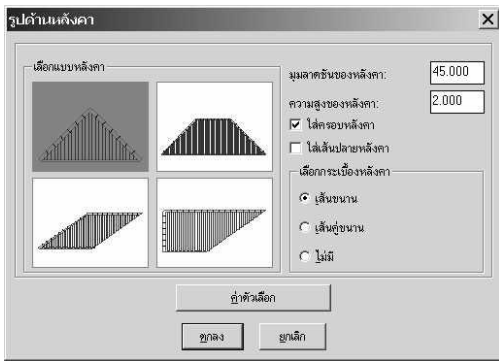 รูปด้านหลังคา
เลือกแบบหลังคา
มุมลาดชันของหลังคา: 45.000
ความสูงของหลังคา: 2.000
ใส่ครอบหลังคา
ใส่เส้นปลายหลังคา
เลือกกระเบื้องหลังคา
เส้นขนาน
เส้นคู่ขนาน
ไม่มี
ค่าตัวเลือก
ตกลง
ยกเลิก